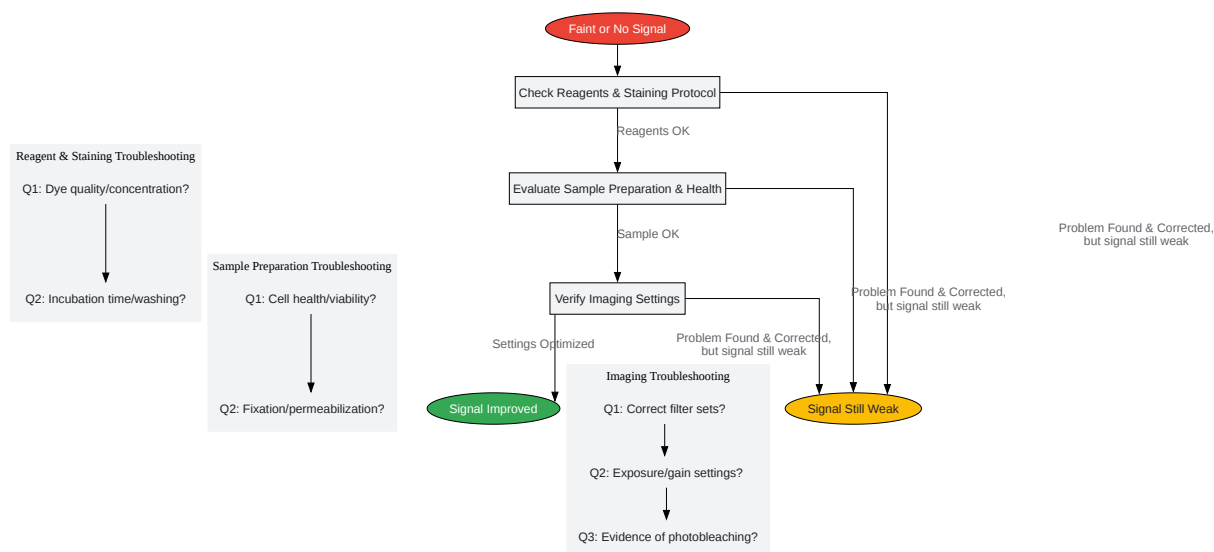 Faint or No Signal
Check Reagents & Staining Protocol
Reagents OK
Reagent & Staining Troubleshooting
Q1: Dye quality/concentration?
Q2: Incubation time/washing?
Evaluate Sample Preparation & Health
Sample OK
Problem Found & Corrected,
but signal still weak
Sample Preparation Troubleshooting
Q1: Cell health/viability?
Q2: Fixation/permeabilization?
Verify Imaging Settings
Problem Found & Corrected,
but signal still weak
Settings Optimized
Problem Found & Corrected,
but signal still weak
Imaging Troubleshooting
Q1: Correct filter sets?
Q2: Exposure/gain settings?
Q3: Evidence of photobleaching?
Signal Improved
Signal Still Weak